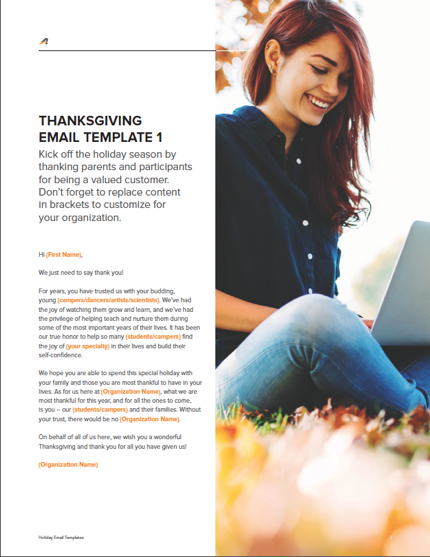 THANKSGIVING
EMAIL TEMPLATE 1
Kick off the holiday season by
thanking parents and participants
for being a valued customer.
Don't forget to replace content
in brackets to customize for
your organization.
Hi (First Name),
We just need to say thank you!
For years, you have trusted us with your budding,
young (campers/dancers/artists/scientists). We've had
the joy of watching them grow and learn, and we've had
the privilege of helping teach and nurture them during
some of the most important years of their lives. It has been
our true honor to help so many (students/campers) find
the joy of (your specialty) in their lives and build their
self-confidence.
We hope you are able to spend this special holiday with
your family and those you are most thankful to have in your
lives. As for us here at (Organization Name), what we are
most thankful for this year, and for all the ones to come,
is you – our (students/campers) and their families. Without
your trust, there would be no (Organization Name).
On behalf of all of us here, we wish you a wonderful
Thanksgiving and thank you for all you have given us!
(Organization Name)
Holiday Email Templates